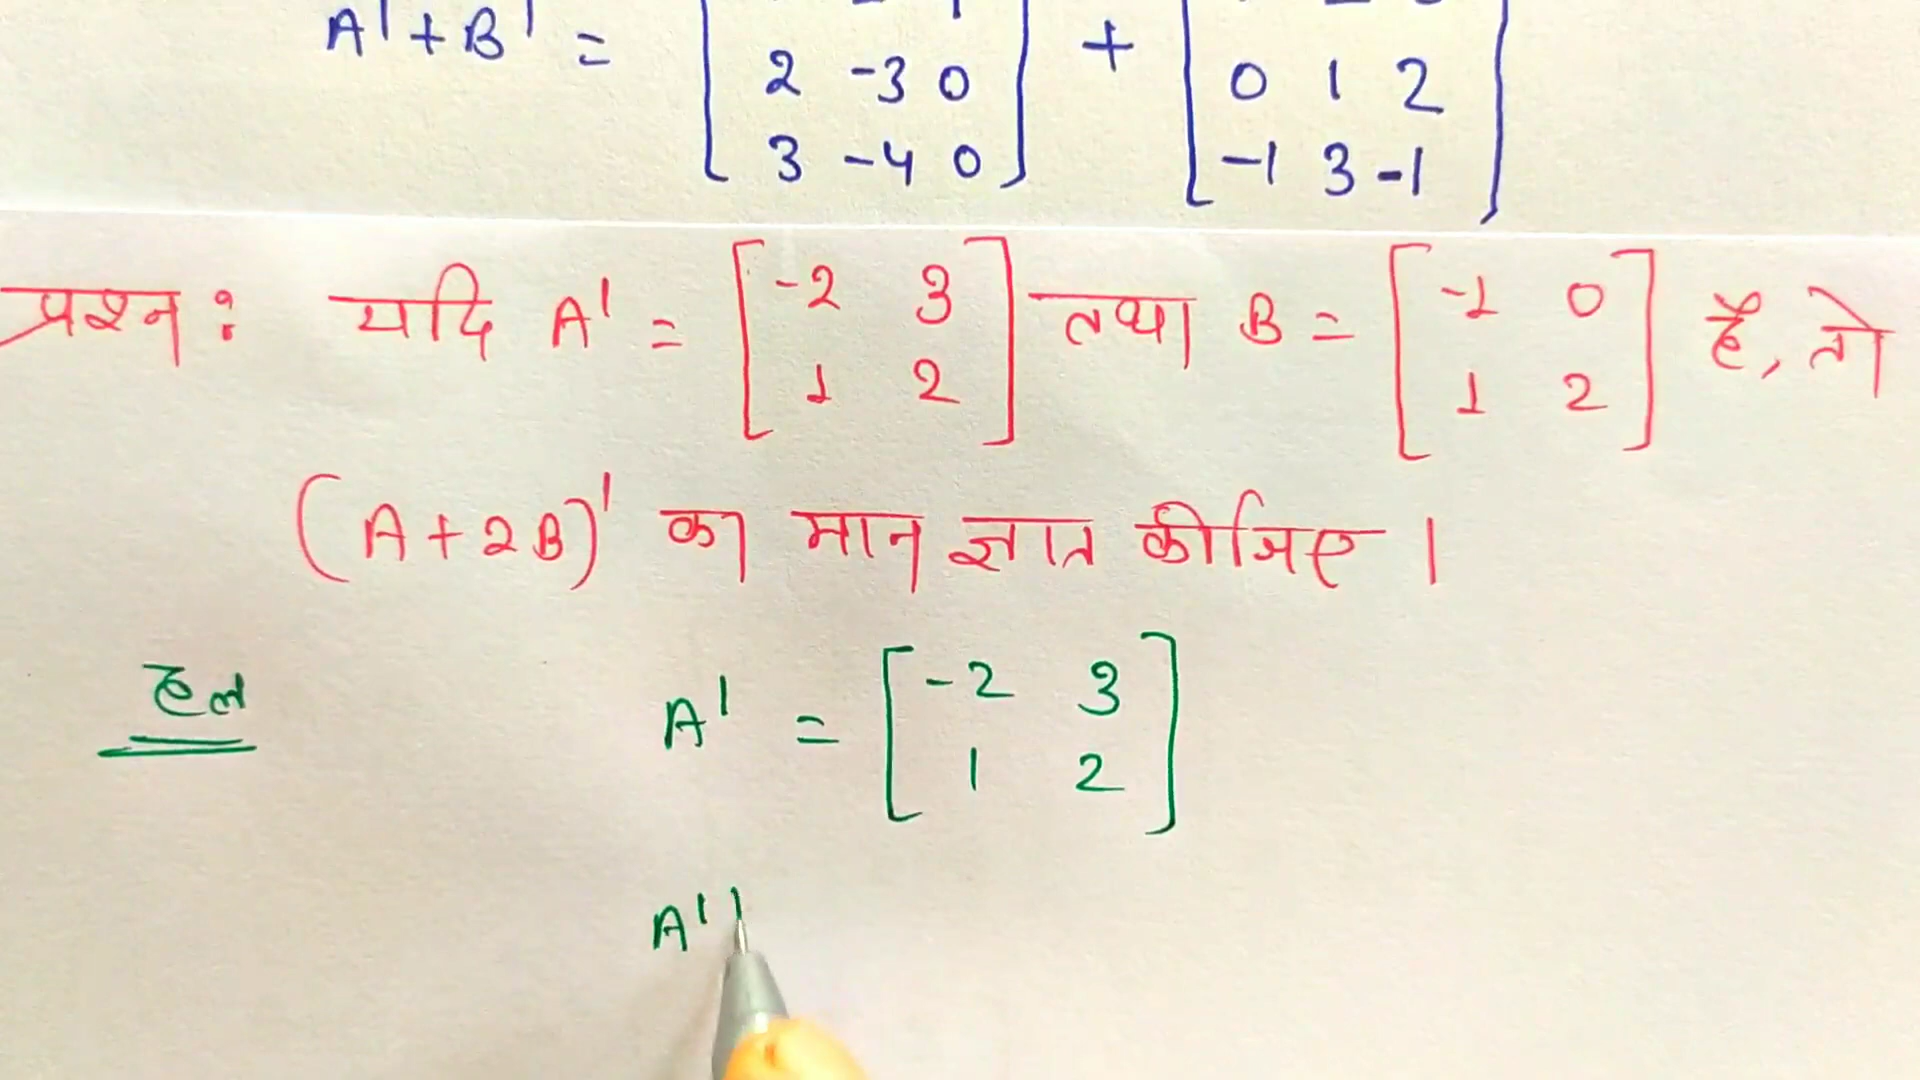 A' + B' = [ 2 -3 0 3 -4 0 ] + [ 0 1 2 -1 3 -1 ]
प्रश्न : यदि A' = [ -2 3 1 2 ] तथा B = [ -1 0 1 2 ] है, तो
(A + 2B)' का मान ज्ञात कीजिए ।
हल A' = [ -2 3 1 2 ]
A''